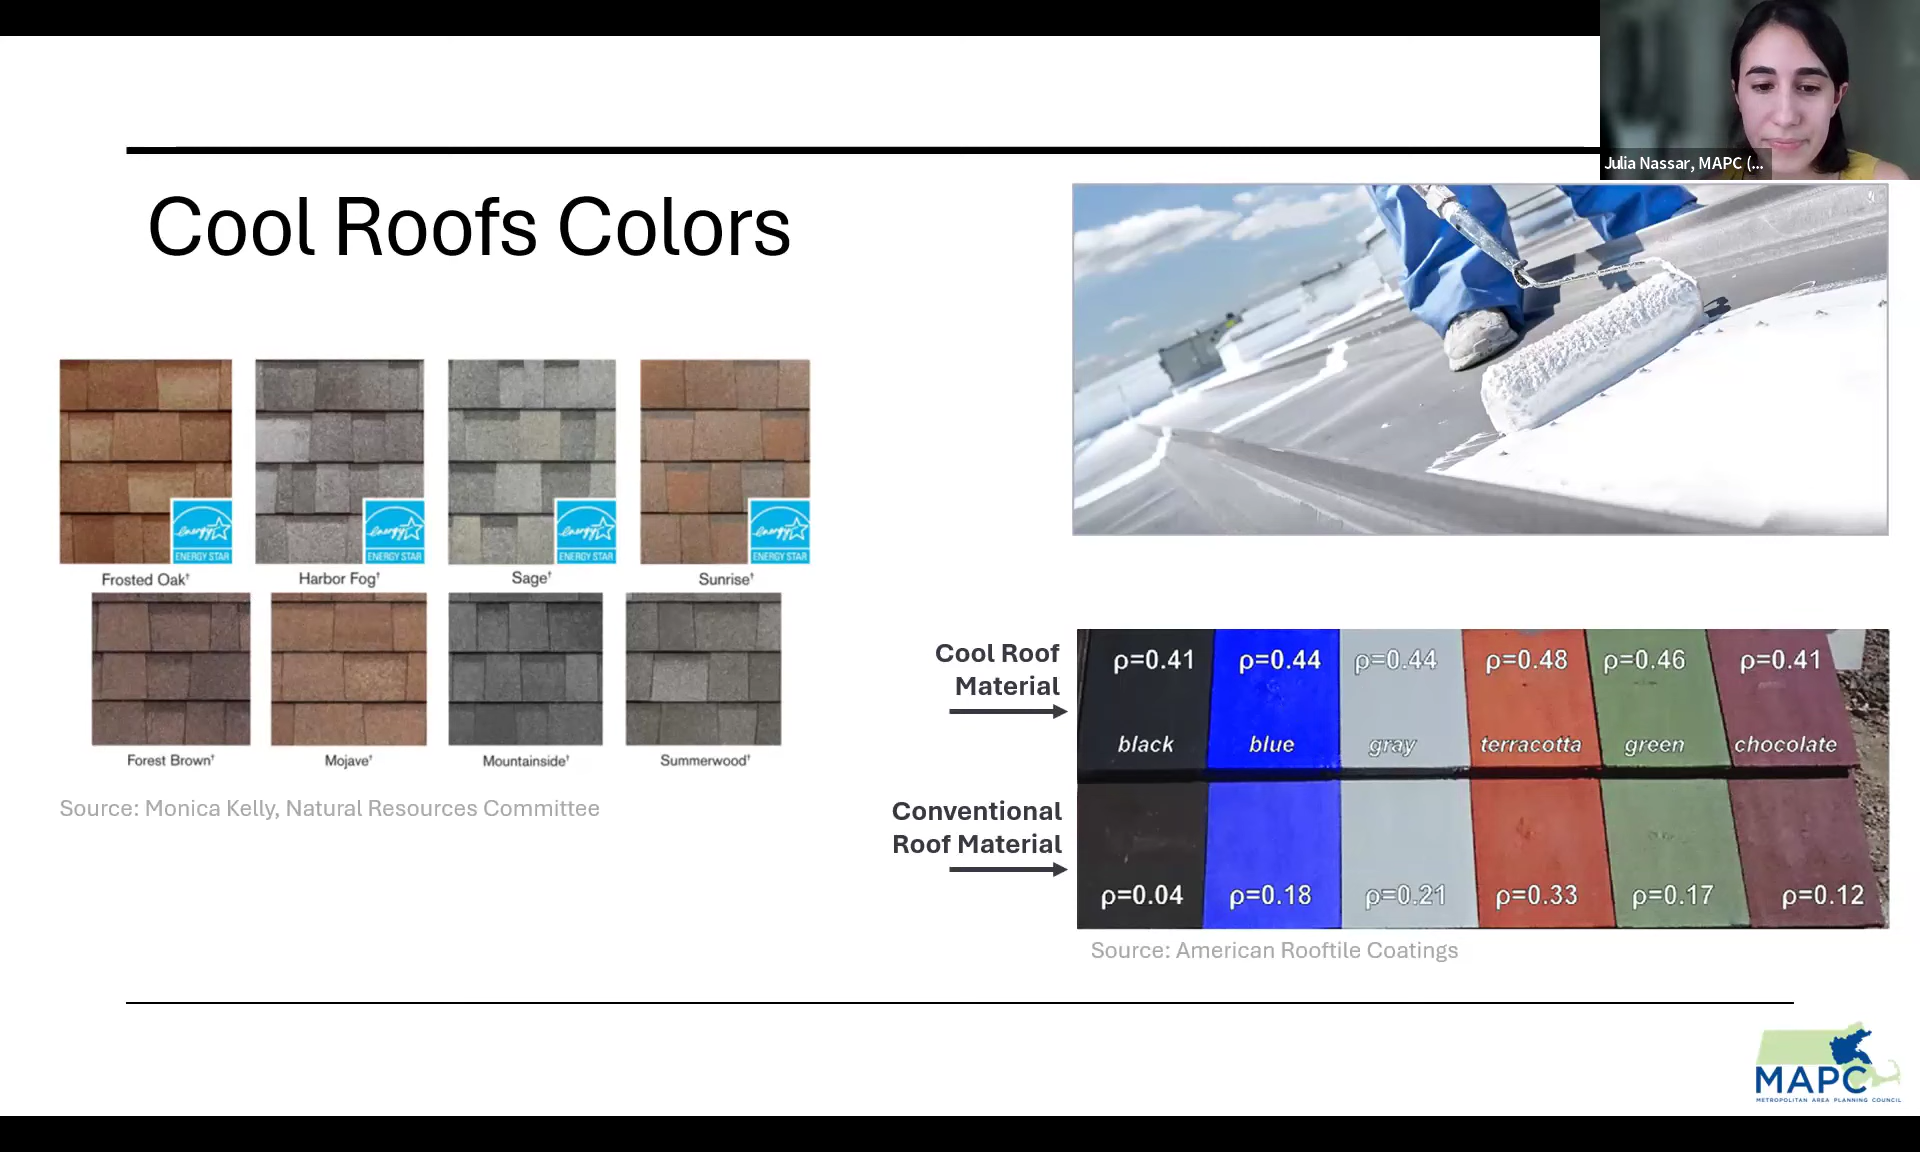 Julia Nassar, MAPC (...
Cool Roofs Colors
energy
ENERGY STAR
energy
ENERGY STAR
energy
ENERGY STAR
energy
ENERGY STAR
Frosted Oak†
Harbor Fog†
Sage†
Sunrise†
Forest Brown†
Mojave†
Mountainside†
Summerwood†
Source: Monica Kelly, Natural Resources Committee
Cool Roof
Material
ρ=0.41 ρ=0.44 ρ=0.44 ρ=0.48 ρ=0.46 ρ=0.41
black blue gray terracotta green chocolate
Conventional
Roof Material
ρ=0.04 ρ=0.18 ρ=0.21 ρ=0.33 ρ=0.17 ρ=0.12
Source: American Rooftile Coatings
MAPC
METROPOLITAN AREA PLANNING COUNCIL